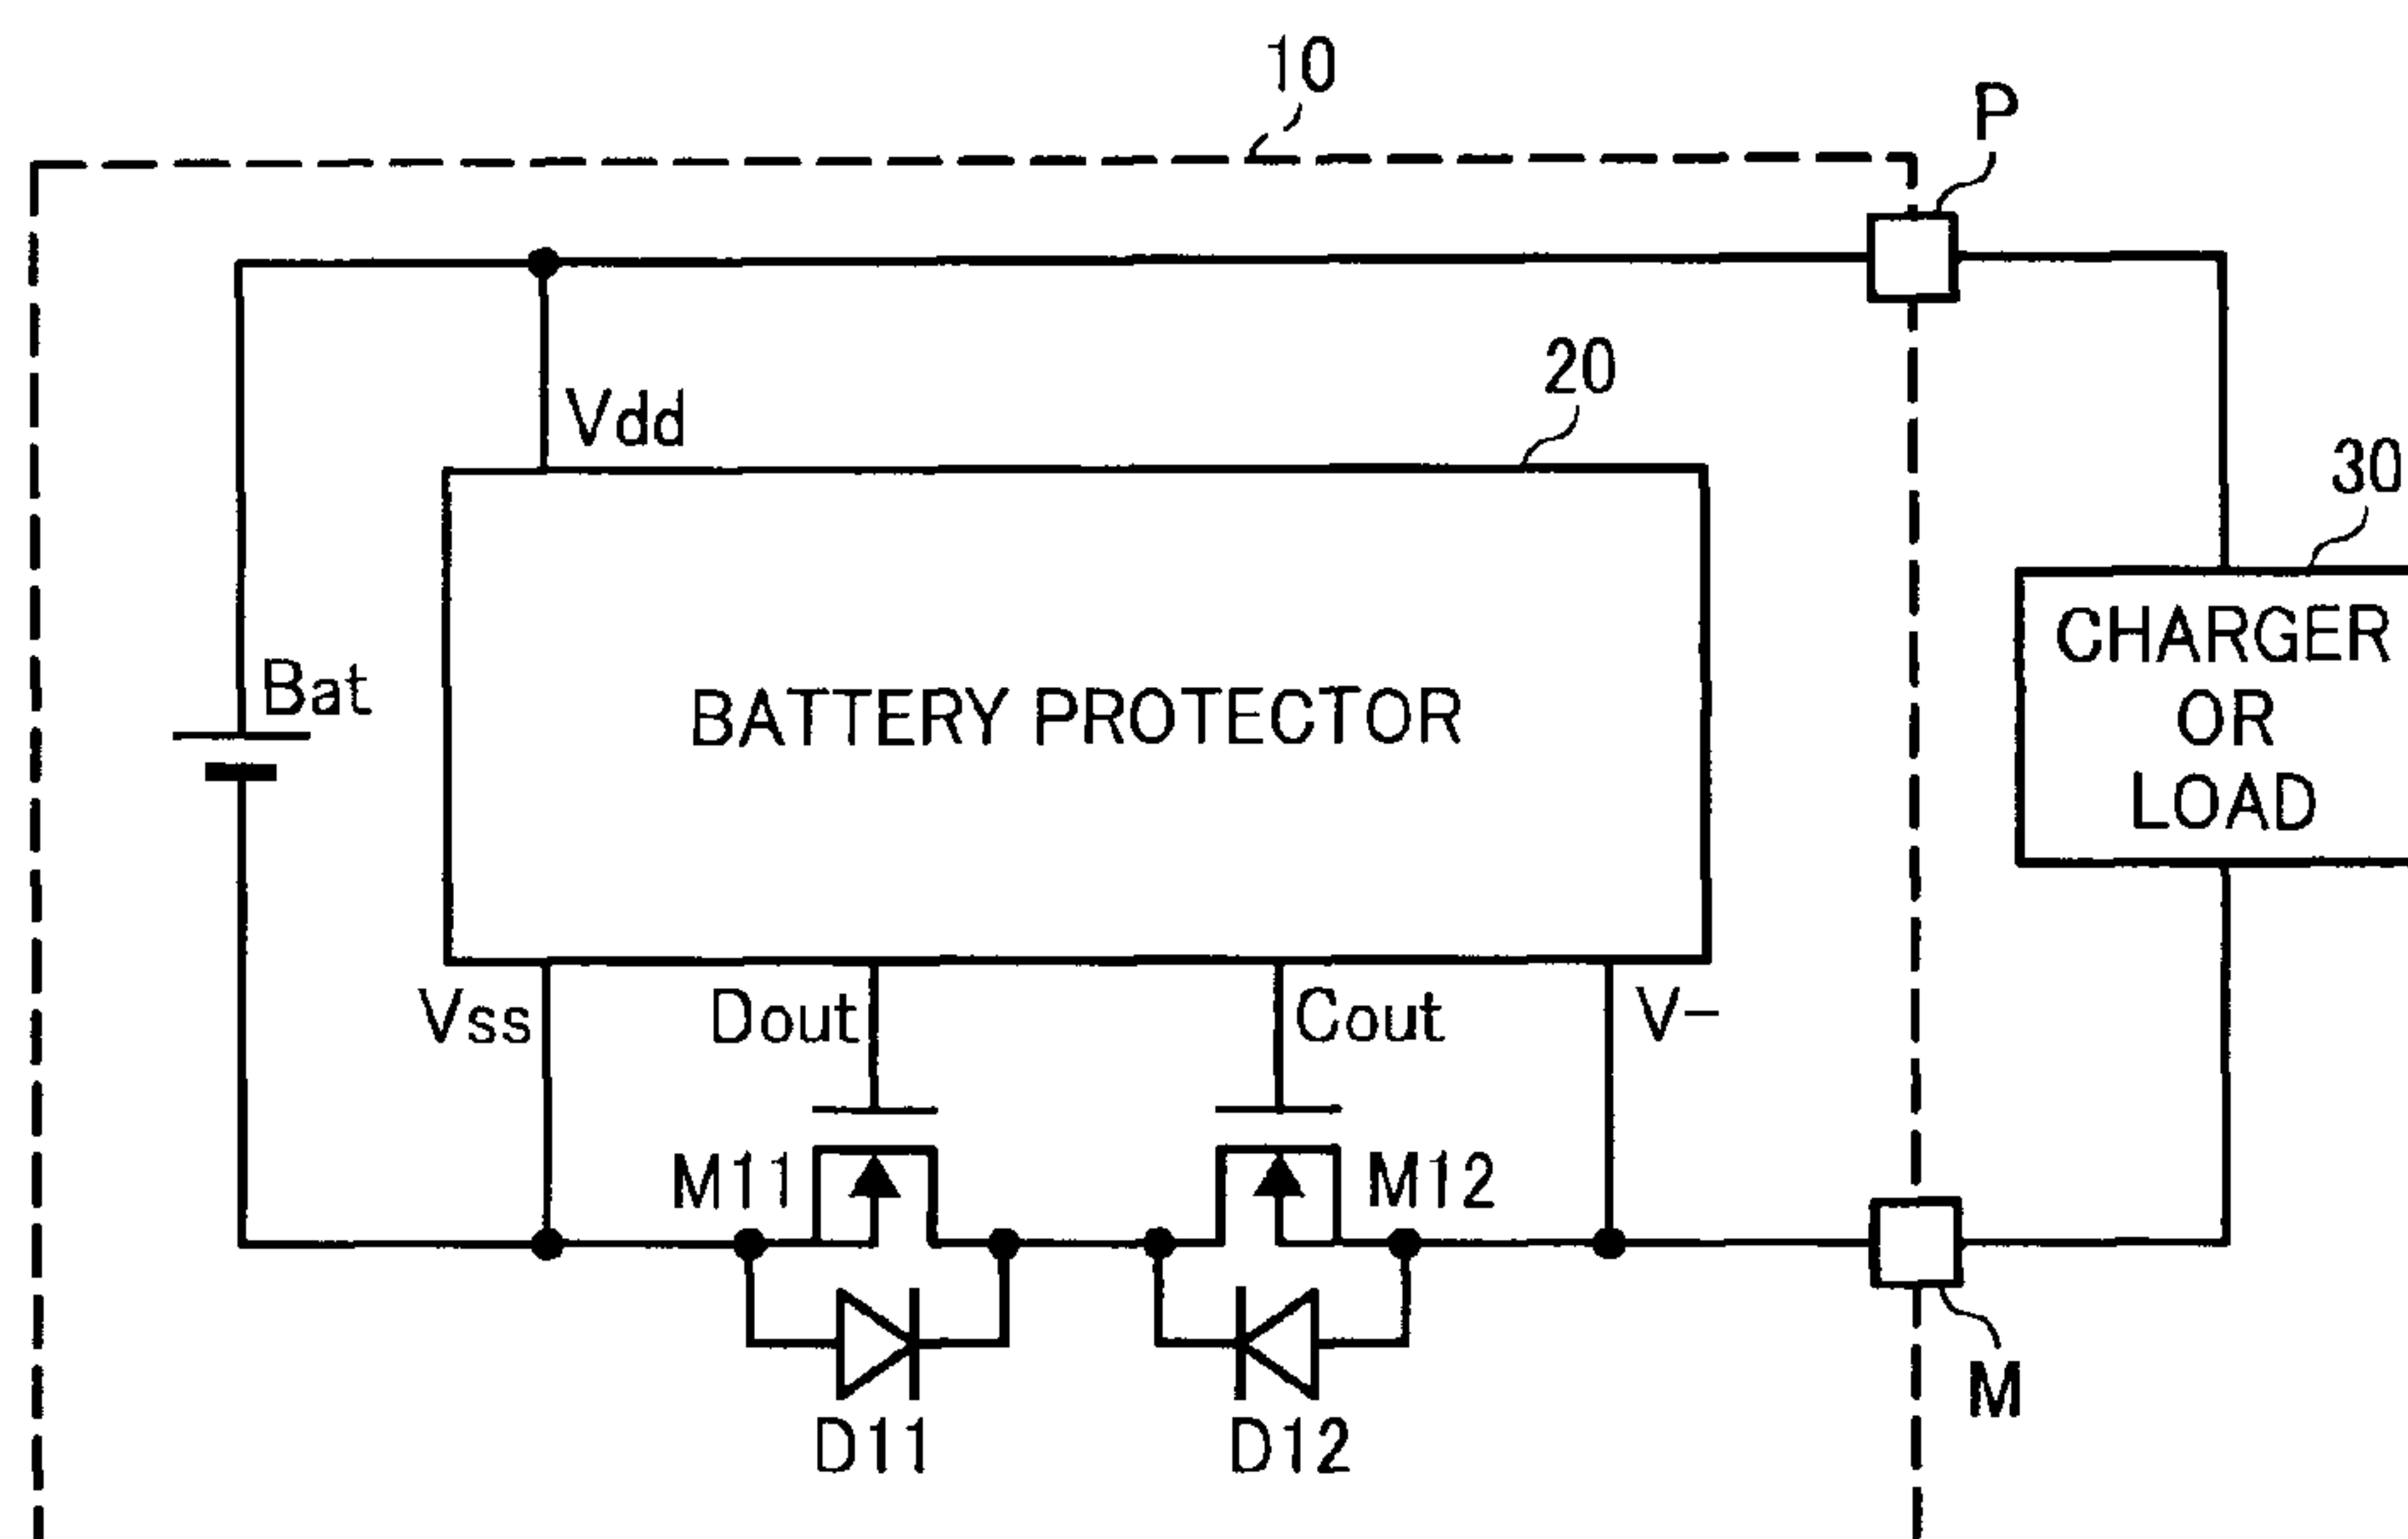 10
P
20
Vdd
30
CHARGER
OR
LOAD
Bat
BATTERY PROTECTOR
Vss
Dout
Cout
V−
M11
M12
D11
D12
M